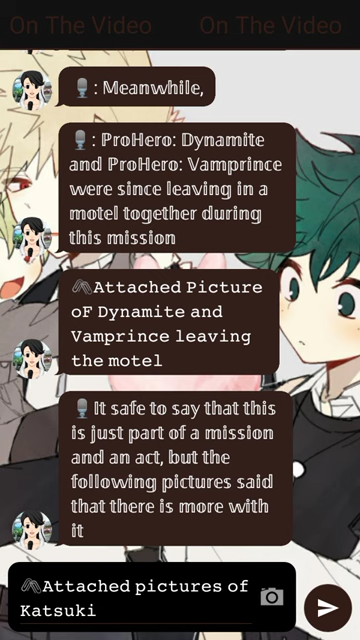 On The Video On The Video
🎙️: Meanwhile,
🎙️: ProHero: Dynamite
and ProHero: Vamprince
were since leaving in a
motel together during
this mission
🖇️Attached Picture
oF Dynamite and
Vamprince leaving
the motel
🎙️It safe to say that this
is just part of a mission
and an act, but the
following pictures said
that there is more with
it
🖇️Attached pictures of
Katsuki